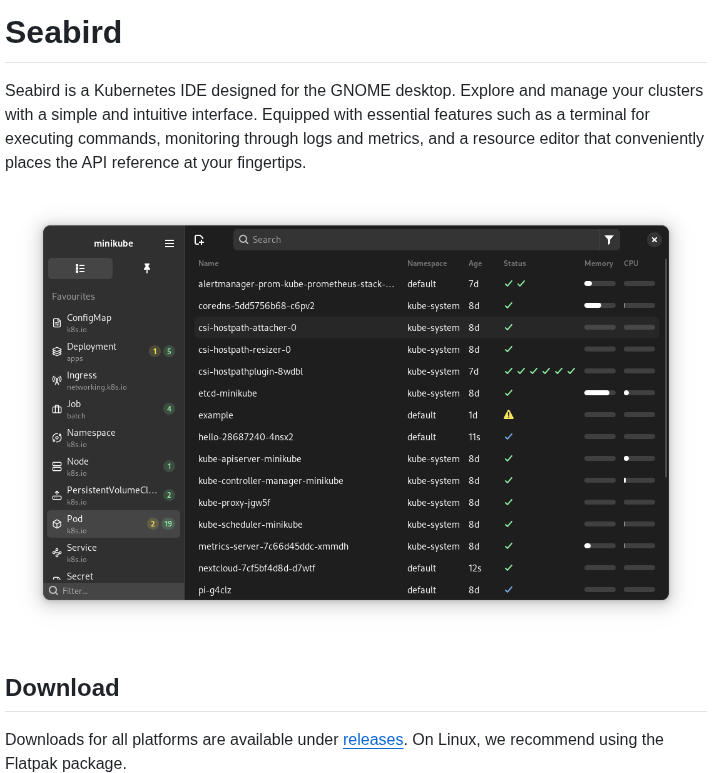 Seabird
Seabird is a Kubernetes IDE designed for the GNOME desktop. Explore and manage your clusters
with a simple and intuitive interface. Equipped with essential features such as a terminal for
executing commands, monitoring through logs and metrics, and a resource editor that conveniently
places the API reference at your fingertips.
minikube
Search
Favourites
ConfigMap
k8s.io
Deployment 1 5
apps
Ingress
networking.k8s.io
Job 4
batch
Namespace
k8s.io
Node 1
k8s.io
PersistentVolumeCl... 2
k8s.io
Pod 2 19
k8s.io
Service
k8s.io
Secret
Filter...
Name Namespace Age Status Memory CPU
alertmanager-prom-kube-prometheus-stack-... default 7d
coredns-5dd5756b68-c6pv2 kube-system 8d
csi-hostpath-attacher-0 kube-system 8d
csi-hostpath-resizer-0 kube-system 8d
csi-hostpathplugin-8wdbl kube-system 7d
etcd-minikube kube-system 8d
example default 1d
hello-28687240-4nsx2 default 11s
kube-apiserver-minikube kube-system 8d
kube-controller-manager-minikube kube-system 8d
kube-proxy-jgw5f kube-system 8d
kube-scheduler-minikube kube-system 8d
metrics-server-7c66d45ddc-xmmdh kube-system 8d
nextcloud-7cf5bf4d8d-d7wtf default 12s
pi-g4clz default 8d
Download
Downloads for all platforms are available under releases. On Linux, we recommend using the
Flatpak package.